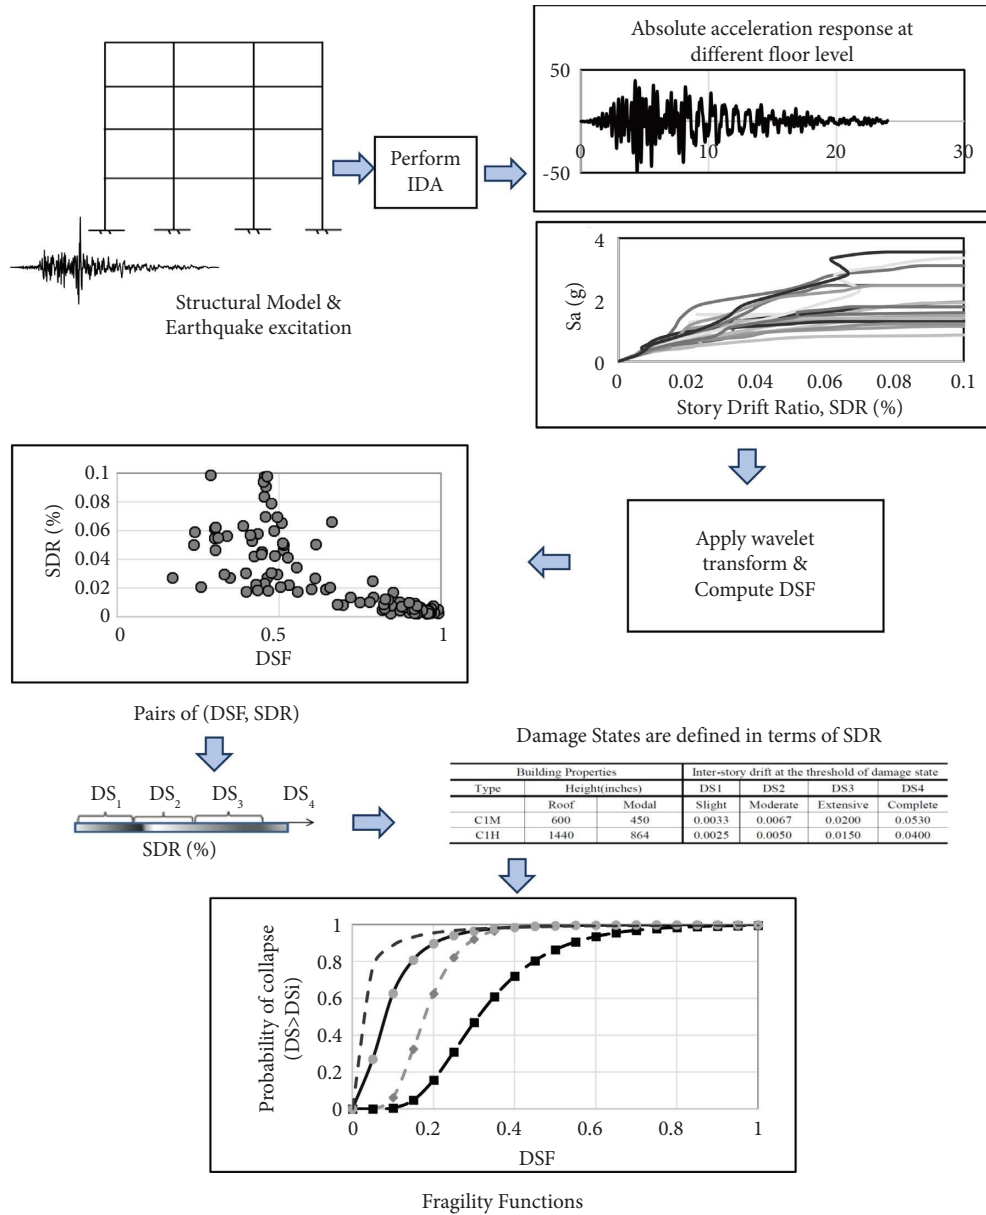 Structural Model &
Earthquake excitation
Perform
IDA
Absolute acceleration response at
different floor level
50
0 10 20 30
-50
4
2
0
Sa (g)
0 0.02 0.04 0.06 0.08 0.1
Story Drift Ratio, SDR (%)
Apply wavelet
transform &
Compute DSF
0.1
0.08
0.06
0.04
0.02
0
SDR (%)
0 0.5 1
DSF
Pairs of (DSF, SDR)
DS1 DS2 DS3 DS4
SDR (%)
Damage States are defined in terms of SDR
Building Properties Inter-story drift at the threshold of damage state
Type Height(inches) DS1 DS2 DS3 DS4
Roof Modal Slight Moderate Extensive Complete
C1M 600 450 0.0033 0.0067 0.0200 0.0530
C1H 1440 864 0.0025 0.0050 0.0150 0.0400
Probability of collapse
(DS>DSi)
1
0.8
0.6
0.4
0.2
0
0 0.2 0.4 0.6 0.8 1
DSF
Fragility Functions